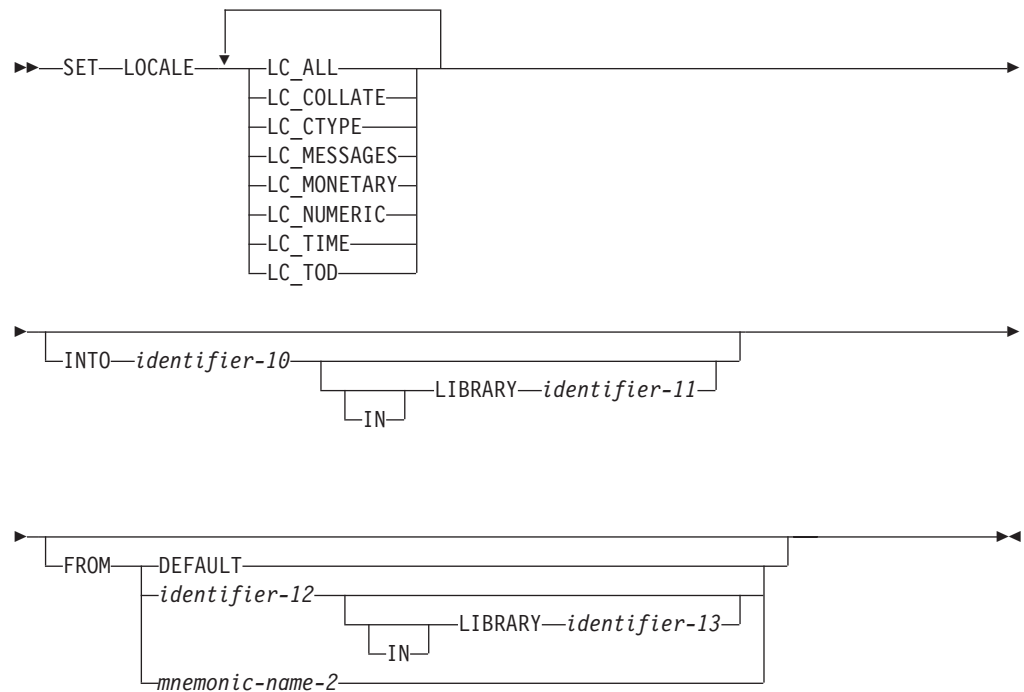 SET LOCALE LC_ALL
LC_COLLATE
LC_CTYPE
LC_MESSAGES
LC_MONETARY
LC_NUMERIC
LC_TIME
LC_TOD
INTO identifier-10
LIBRARY identifier-11
IN
FROM DEFAULT
identifier-12
LIBRARY identifier-13
IN
mnemonic-name-2